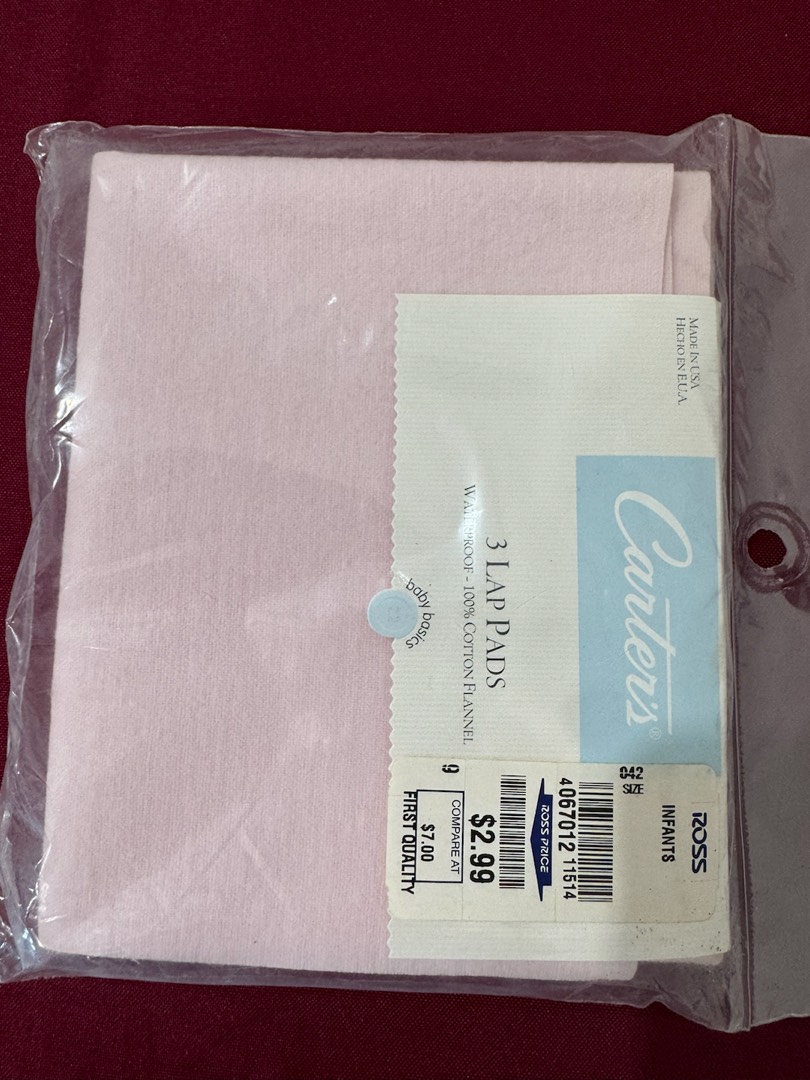 MADE IN USA
HECHO EN E.U.A.
Carter's®
3 LAP PADS
WATERPROOF - 100% COTTON FLANNEL
baby basics
ROSS
INFANTS
042
SIZE
4067012 11514
ROSS PRICE
$2.99
COMPARE AT
$7.00
9
FIRST QUALITY